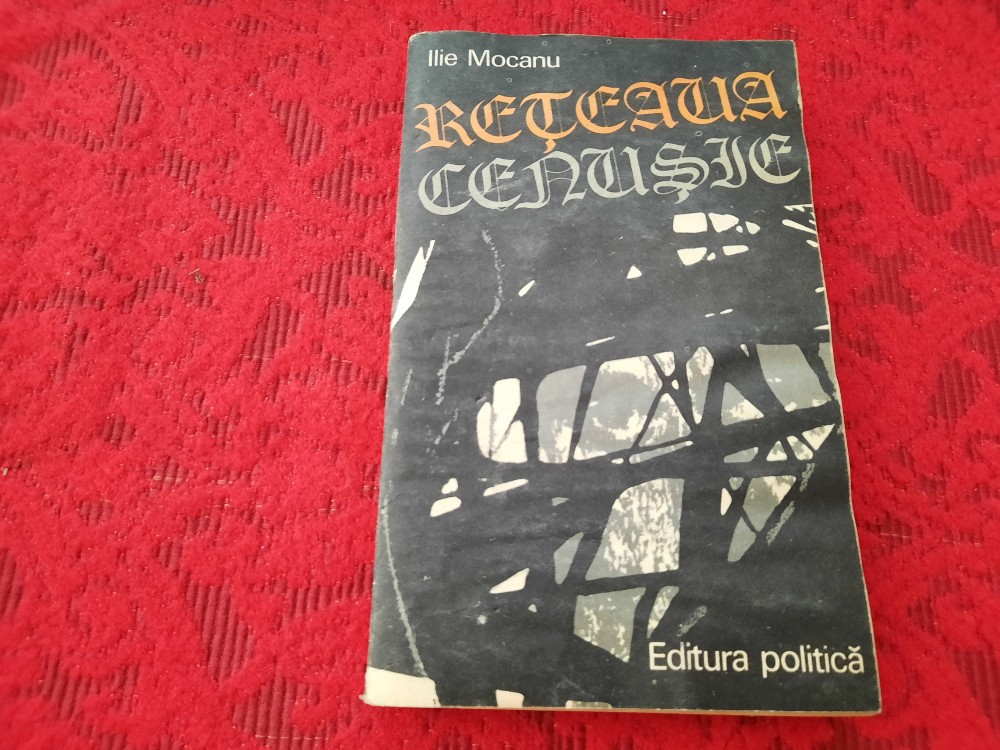 Ilie Mocanu
REȚEAUA
CENUȘIE
Editura politică